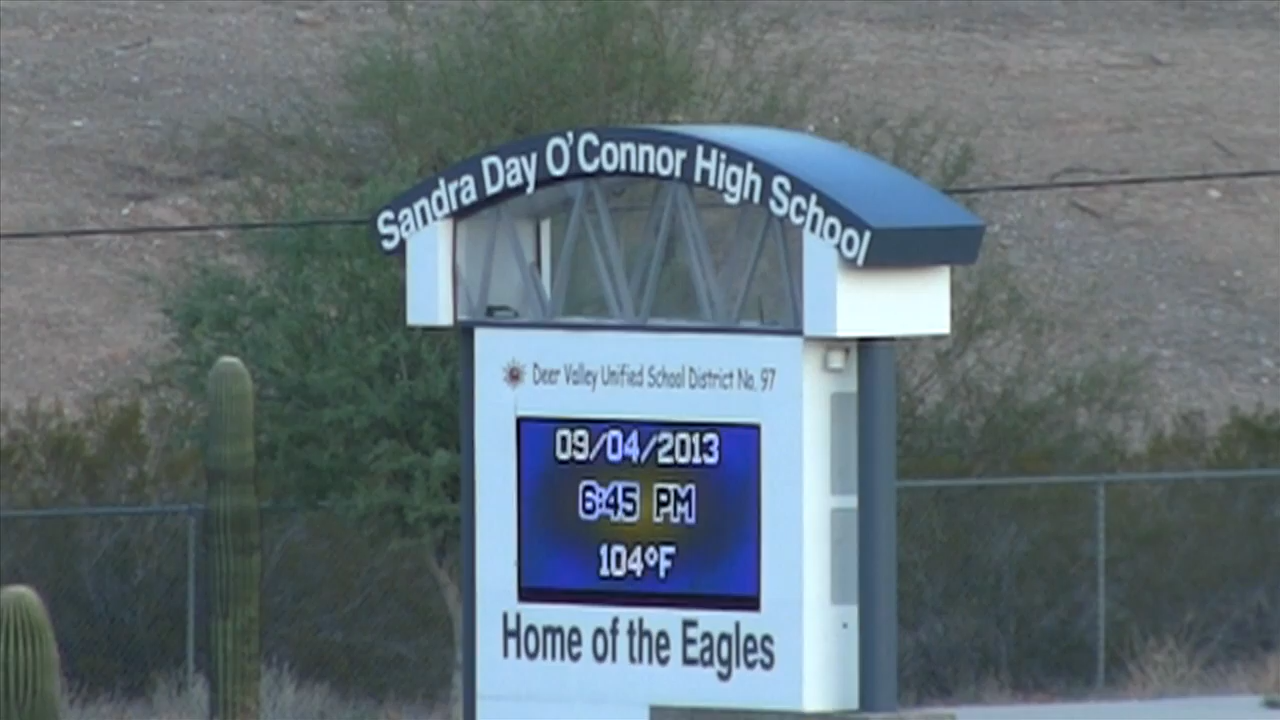 Sandra Day O'Connor High School
Deer Valley Unified School District No. 97
09/04/2013
6:45 PM
104°F
Home of the Eagles